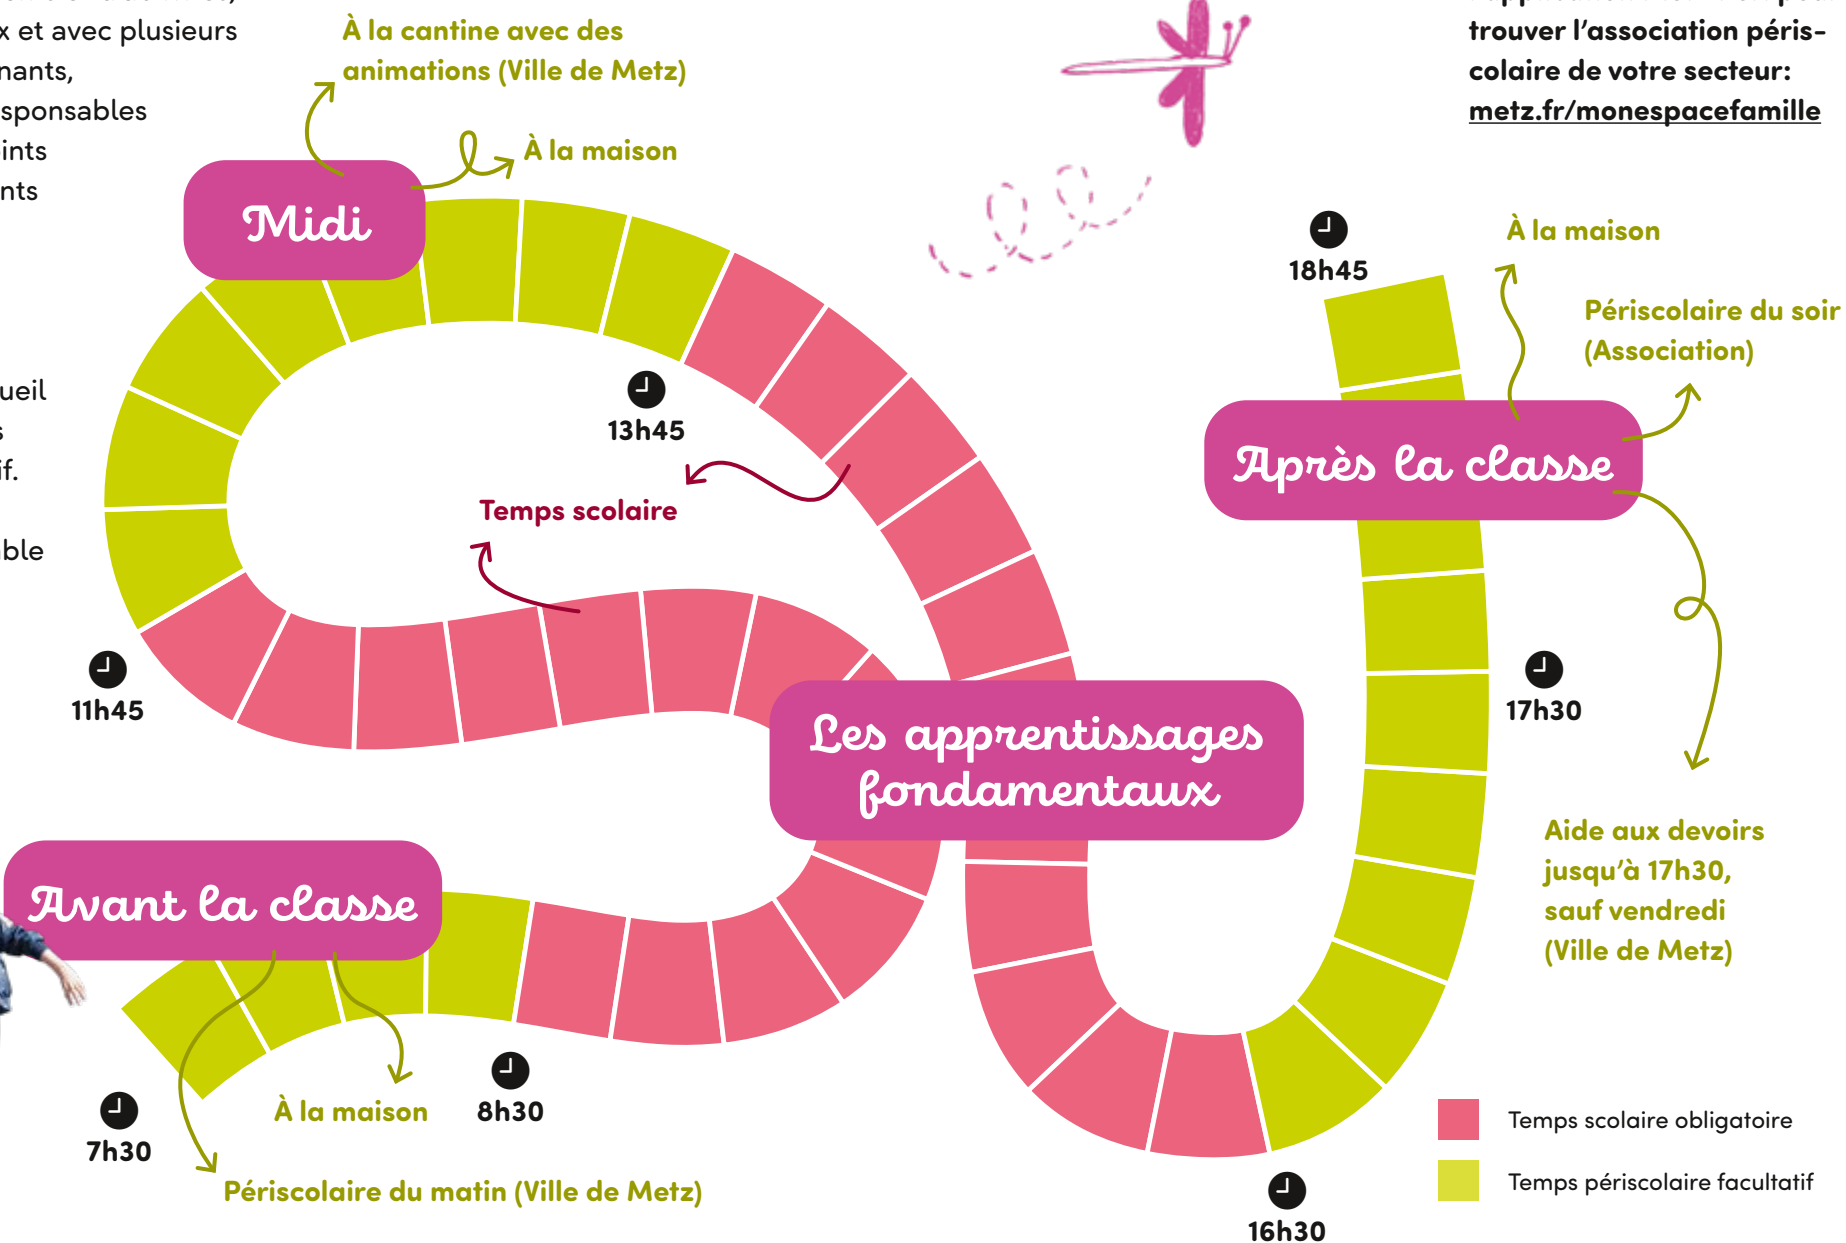 x et avec plusieurs
nants,
sponsables
ints
nts
ueil
s
if.
ble
trouver l’association péris-
colaire de votre secteur:
metz.fr/monespacefamille
À la cantine avec des
animations (Ville de Metz)
À la maison
Midi
13h45
Temps scolaire
11h45
18h45
À la maison
Périscolaire du soir
(Association)
Après la classe
17h30
Les apprentissages
fondamentaux
Aide aux devoirs
jusqu’à 17h30,
sauf vendredi
(Ville de Metz)
Avant la classe
7h30
À la maison
8h30
Périscolaire du matin (Ville de Metz)
16h30
Temps scolaire obligatoire
Temps périscolaire facultatif